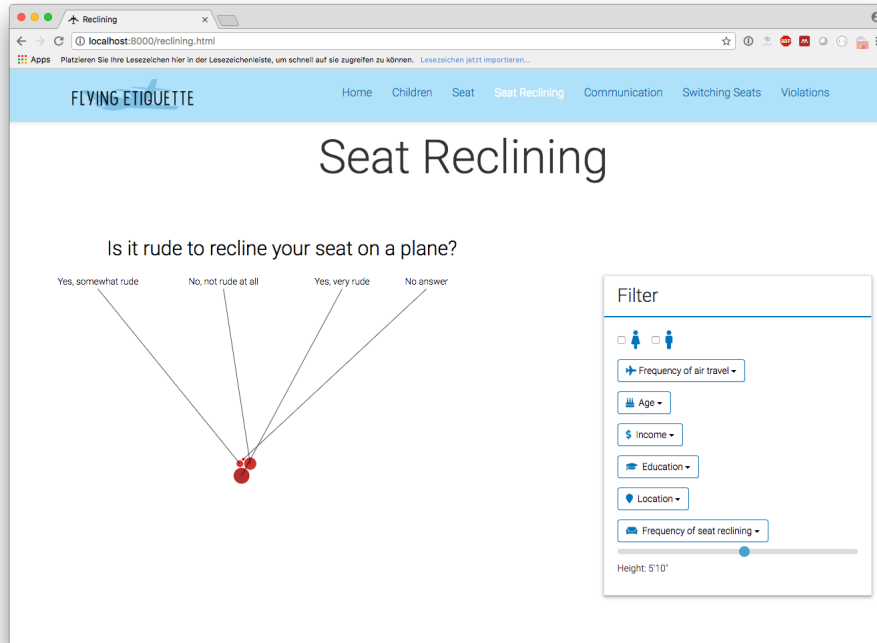 Reclining
localhost:8000/reclining.html
ABP
Apps Platzieren Sie Ihre Lesezeichen hier in der Lesezeichenleiste, um schnell auf sie zugreifen zu können. Lesezeichen jetzt importieren...
FLYING ETIQUETTE
Home Children Seat Seat Reclining Communication Switching Seats Violations
Seat Reclining
Is it rude to recline your seat on a plane?
Yes, somewhat rude No, not rude at all Yes, very rude No answer
Filter
Frequency of air travel
Age
$ Income
Education
Location
Frequency of seat reclining
Height: 5'10"